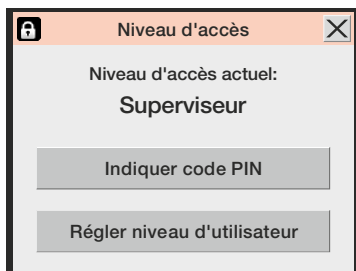 Niveau d'accès
Niveau d'accès actuel:
Superviseur
Indiquer code PIN
Régler niveau d'utilisateur